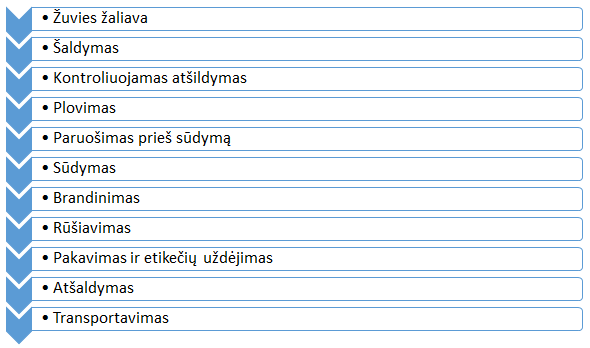 • Žuvies žaliava
• Šaldymas
• Kontroliuojamas atšildymas
• Plovimas
• Paruošimas prieš sūdymą
• Sūdymas
• Brandinimas
• Rūšiavimas
• Pakavimas ir etikečių uždėjimas
• Atšaldymas
• Transportavimas